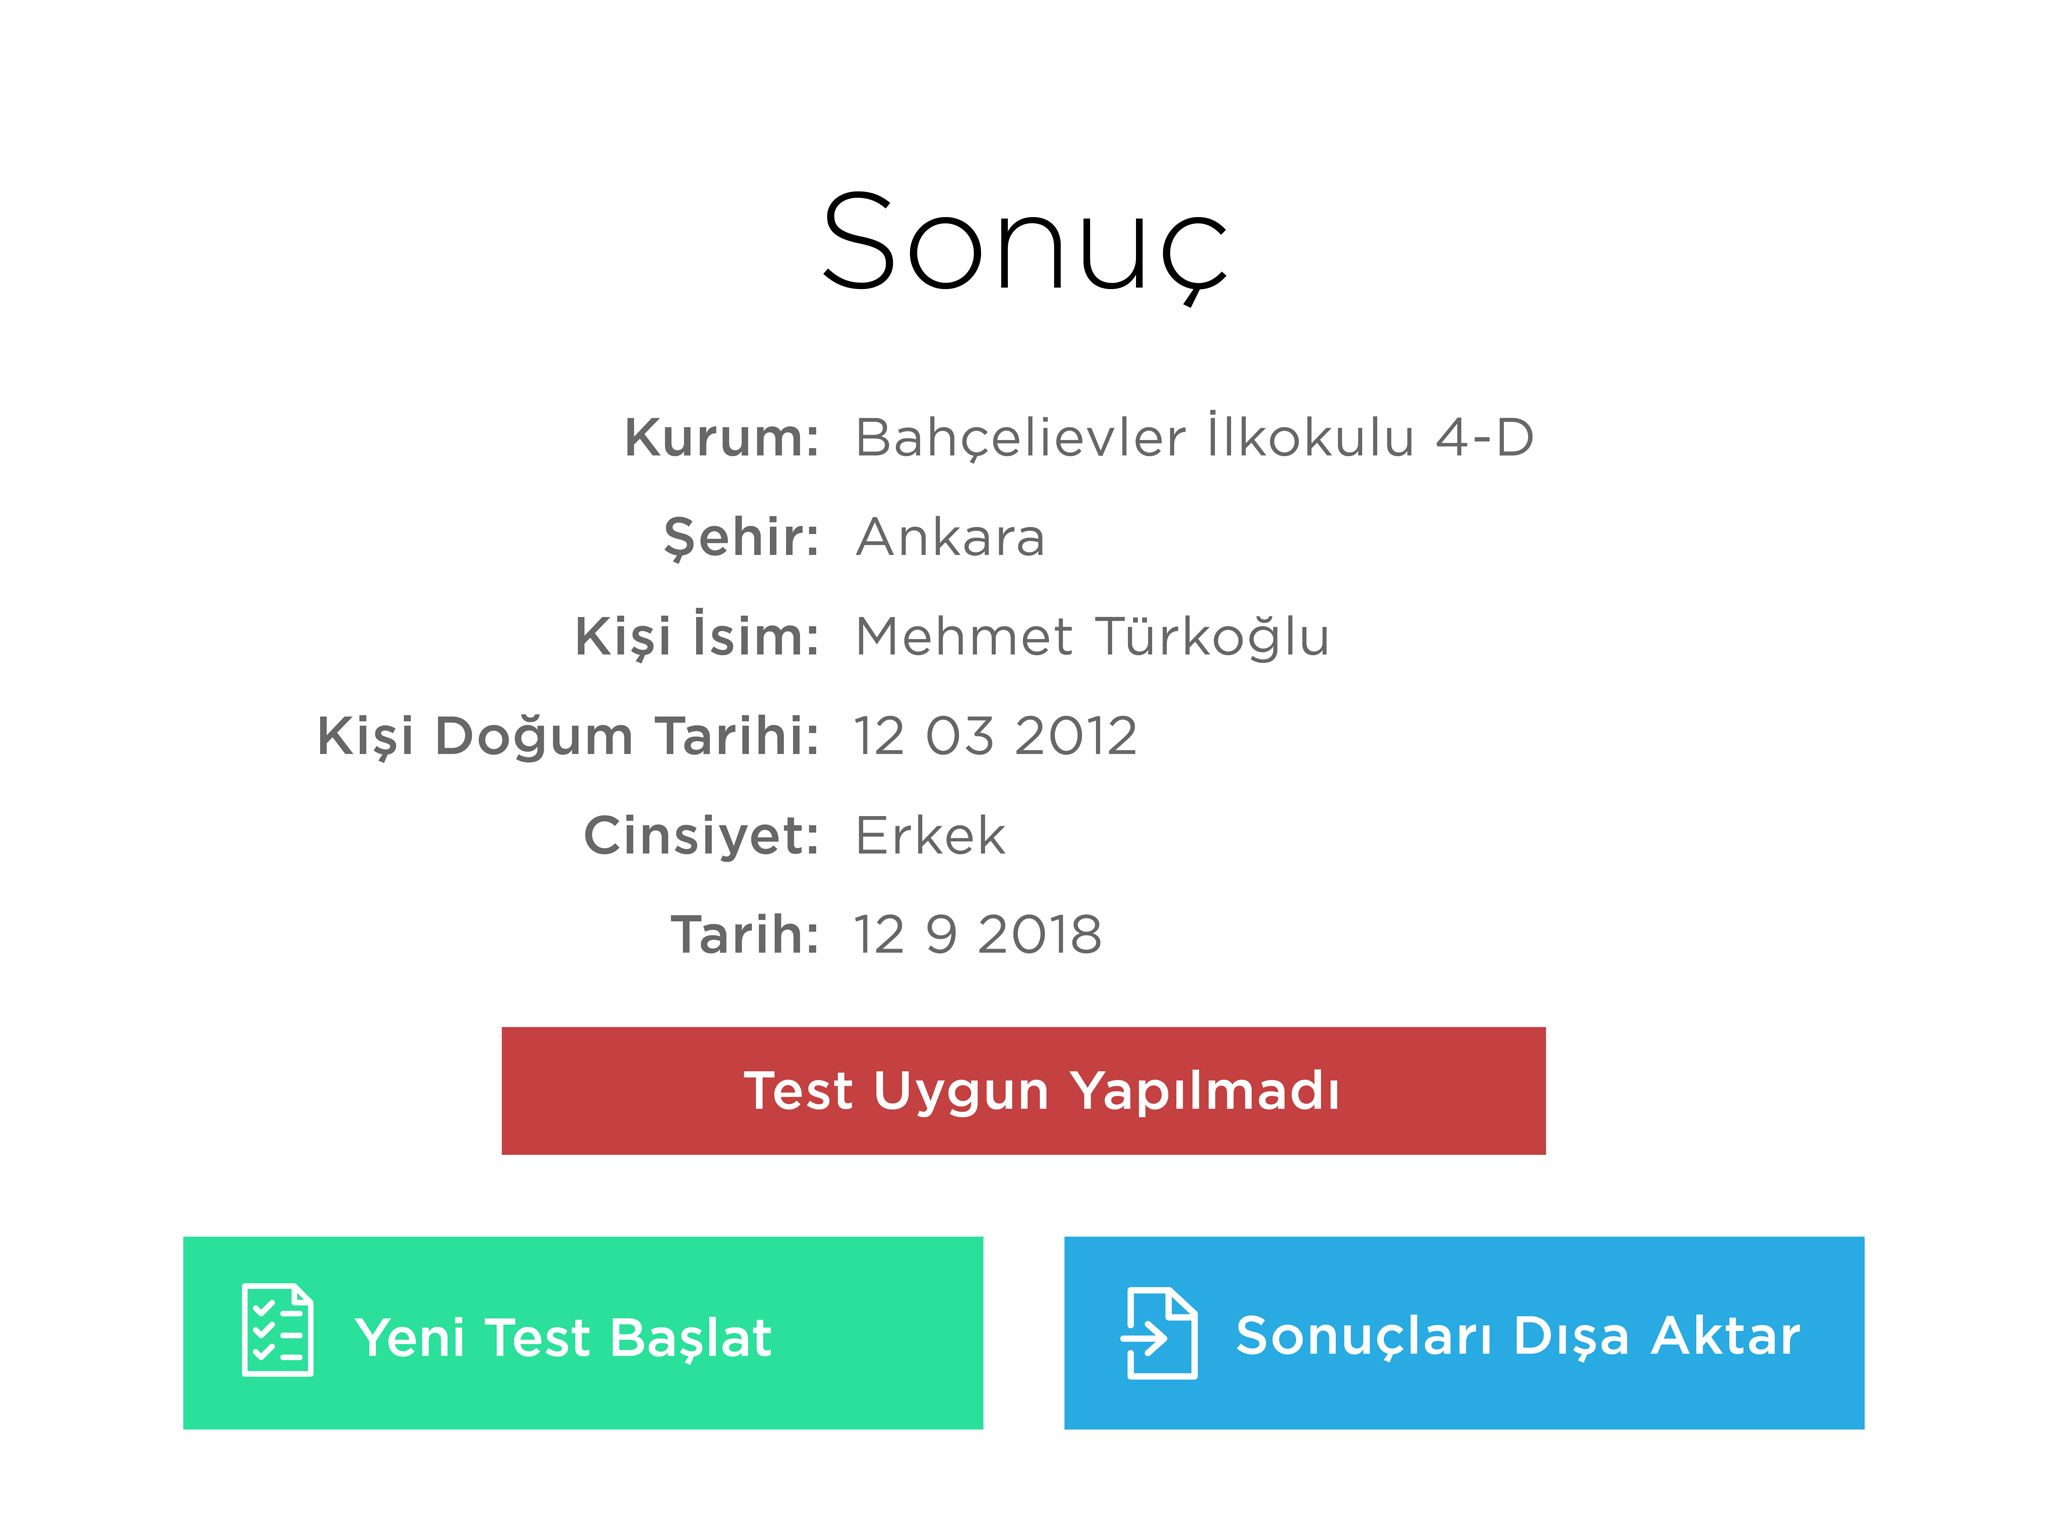 Sonuç
Kurum: Bahçelievler İlkokulu 4-D
Şehir: Ankara
Kişi İsim: Mehmet Türkoğlu
Kişi Doğum Tarihi: 12 03 2012
Cinsiyet: Erkek
Tarih: 12 9 2018
Test Uygun Yapılmadı
Yeni Test Başlat
Sonuçları Dışa Aktar